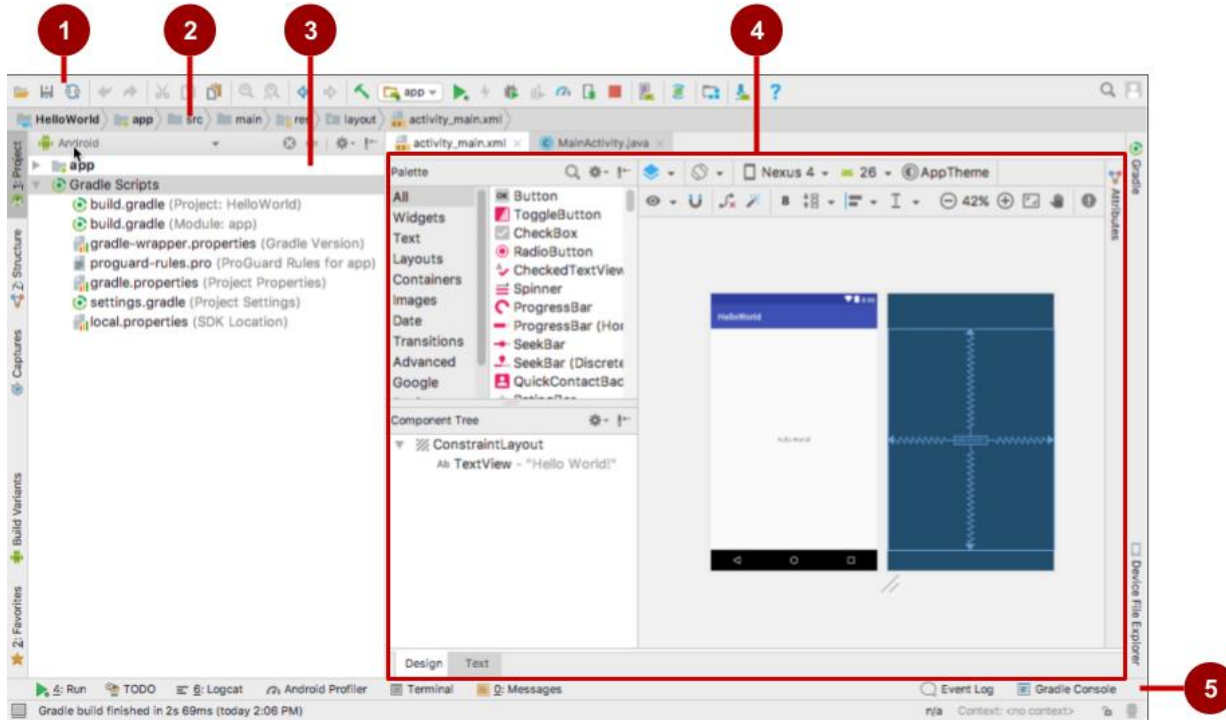 1 2 3 4
app
?
HelloWorld app src main res layout activity_main.xml
Android
activity_main.xml
MainActivity.java
1: Project
Z: Structure
Captures
Build Variants
2: Favorites
app
Gradle Scripts
build.gradle (Project: HelloWorld)
build.gradle (Module: app)
gradle-wrapper.properties (Gradle Version)
proguard-rules.pro (ProGuard Rules for app)
gradle.properties (Project Properties)
settings.gradle (Project Settings)
local.properties (SDK Location)
Palette
All
Widgets
Text
Layouts
Containers
Images
Date
Transitions
Advanced
Google
OK Button
ToggleButton
CheckBox
RadioButton
CheckedTextView
Spinner
ProgressBar
ProgressBar (Hor
SeekBar
SeekBar (Discrete
QuickContactBad
Nexus 4 26 AppTheme
8 42%
Component Tree
ConstraintLayout
Ab TextView - "Hello World!"
HelloWorld
Hello World!
Design Text
Gradle
Attributes
Device File Explorer
4: Run TODO 6: Logcat Android Profiler Terminal 0: Messages Event Log Gradle Console
5
Gradle build finished in 2s 69ms (today 2:06 PM) n/a Context: <no context>